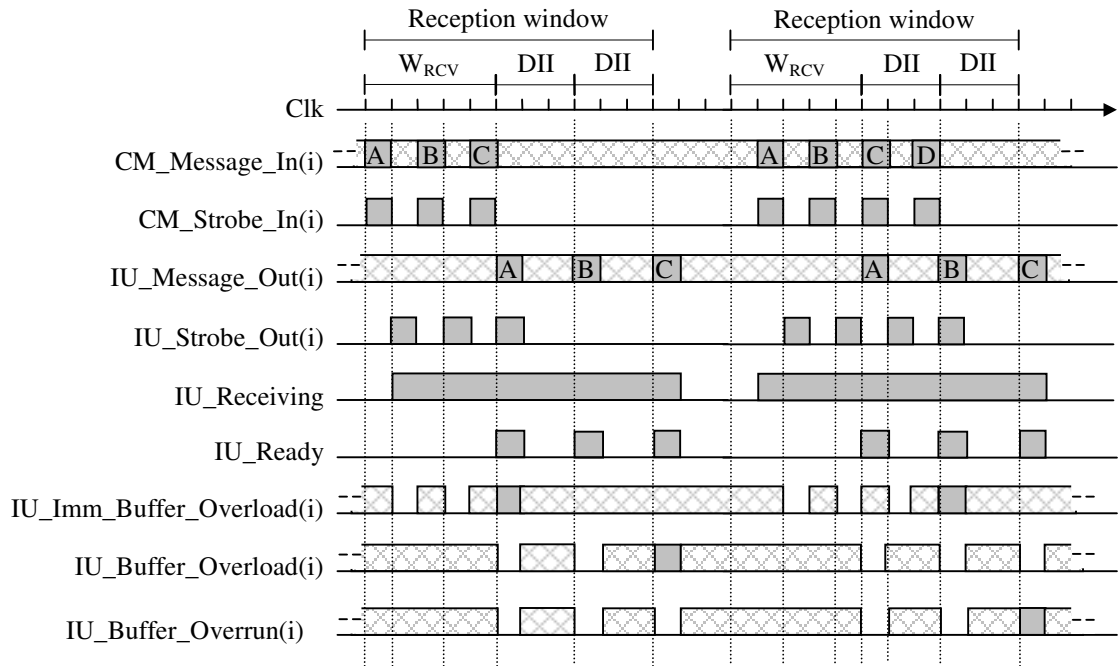 Reception window Reception window
W_RCV DII DII W_RCV DII DII
Clk
CM_Message_In(i) A B C A B C D
CM_Strobe_In(i)
IU_Message_Out(i) A B C A B C
IU_Strobe_Out(i)
IU_Receiving
IU_Ready
IU_Imm_Buffer_Overload(i)
IU_Buffer_Overload(i)
IU_Buffer_Overrun(i)